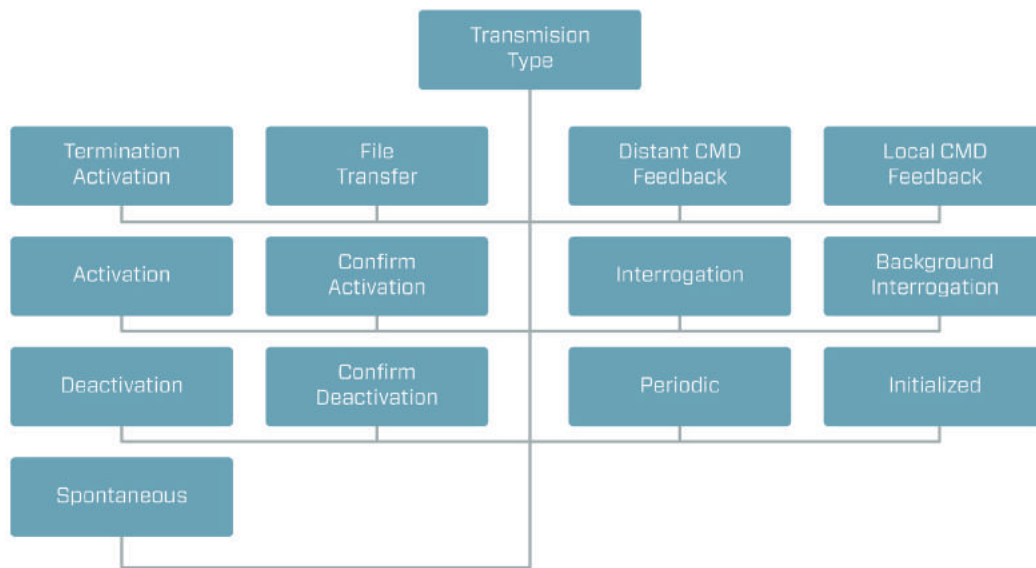 Transmision
Type
Termination
Activation
File
Transfer
Distant CMD
Feedback
Local CMD
Feedback
Activation
Confirm
Activation
Interrogation
Background
Interrogation
Deactivation
Confirm
Deactivation
Periodic
Initialized
Spontaneous